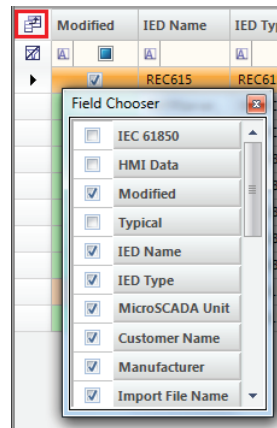 Modified IED Name IED Ty
A A A
REC615 REC61
Field Chooser
IEC 61850
HMI Data
Modified
Typical
IED Name
IED Type
MicroSCADA Unit
Customer Name
Manufacturer
Import File Name